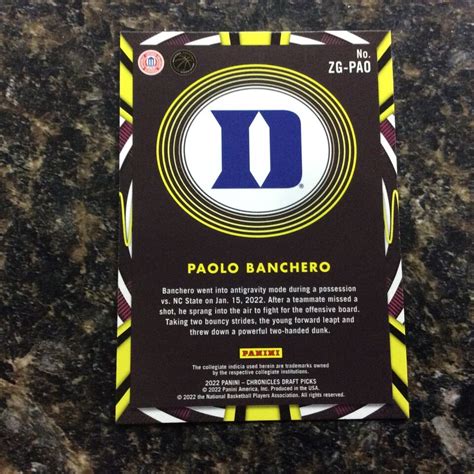 No.
ZG-PAO
D
PAOLO BANCHERO
Banchero went into antigravity mode during a possession
vs. NC State on Jan. 15, 2022. After a teammate missed a
shot, he sprang into the air to fight for the offensive board.
Taking two bouncy strides, the young forward leapt and
threw down a powerful two-handed dunk.
PANINI
The collegiate indicia used herein are trademarks owned
by the respective collegiate institutions.
2022 PANINI – CHRONICLES DRAFT PICKS
© 2022 Panini America, Inc. Produced in the USA.
© 2022 the National Basketball Players Association. All rights reserved.